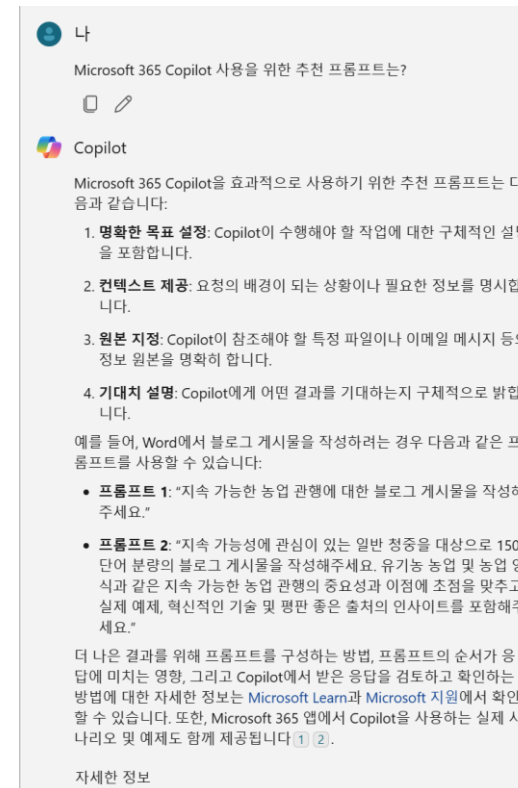 나
Microsoft 365 Copilot 사용을 위한 추천 프롬프트는?
Copilot
Microsoft 365 Copilot을 효과적으로 사용하기 위한 추천 프롬프트는 다
음과 같습니다:
1. 명확한 목표 설정: Copilot이 수행해야 할 작업에 대한 구체적인 설명
을 포함합니다.
2. 컨텍스트 제공: 요청의 배경이 되는 상황이나 필요한 정보를 명시합
니다.
3. 원본 지정: Copilot이 참조해야 할 특정 파일이나 이메일 메시지 등의
정보 원본을 명확히 합니다.
4. 기대치 설명: Copilot에게 어떤 결과를 기대하는지 구체적으로 밝힙
니다.
예를 들어, Word에서 블로그 게시물을 작성하려는 경우 다음과 같은 프
롬프트를 사용할 수 있습니다:
• 프롬프트 1: “지속 가능한 농업 관행에 대한 블로그 게시물을 작성해
주세요.”
• 프롬프트 2: “지속 가능성에 관심이 있는 일반 청중을 대상으로 150
단어 분량의 블로그 게시물을 작성해주세요. 유기농 농업 및 농업 양
식과 같은 지속 가능한 농업 관행의 중요성과 이점에 초점을 맞추고
실제 예제, 혁신적인 기술 및 평판 좋은 출처의 인사이트를 포함해주
세요.”
더 나은 결과를 위해 프롬프트를 구성하는 방법, 프롬프트의 순서가 응
답에 미치는 영향, 그리고 Copilot에서 받은 응답을 검토하고 확인하는
방법에 대한 자세한 정보는 Microsoft Learn과 Microsoft 지원에서 확인
할 수 있습니다. 또한, Microsoft 365 앱에서 Copilot을 사용하는 실제 시
나리오 및 예제도 함께 제공됩니다 1 2 .
자세한 정보